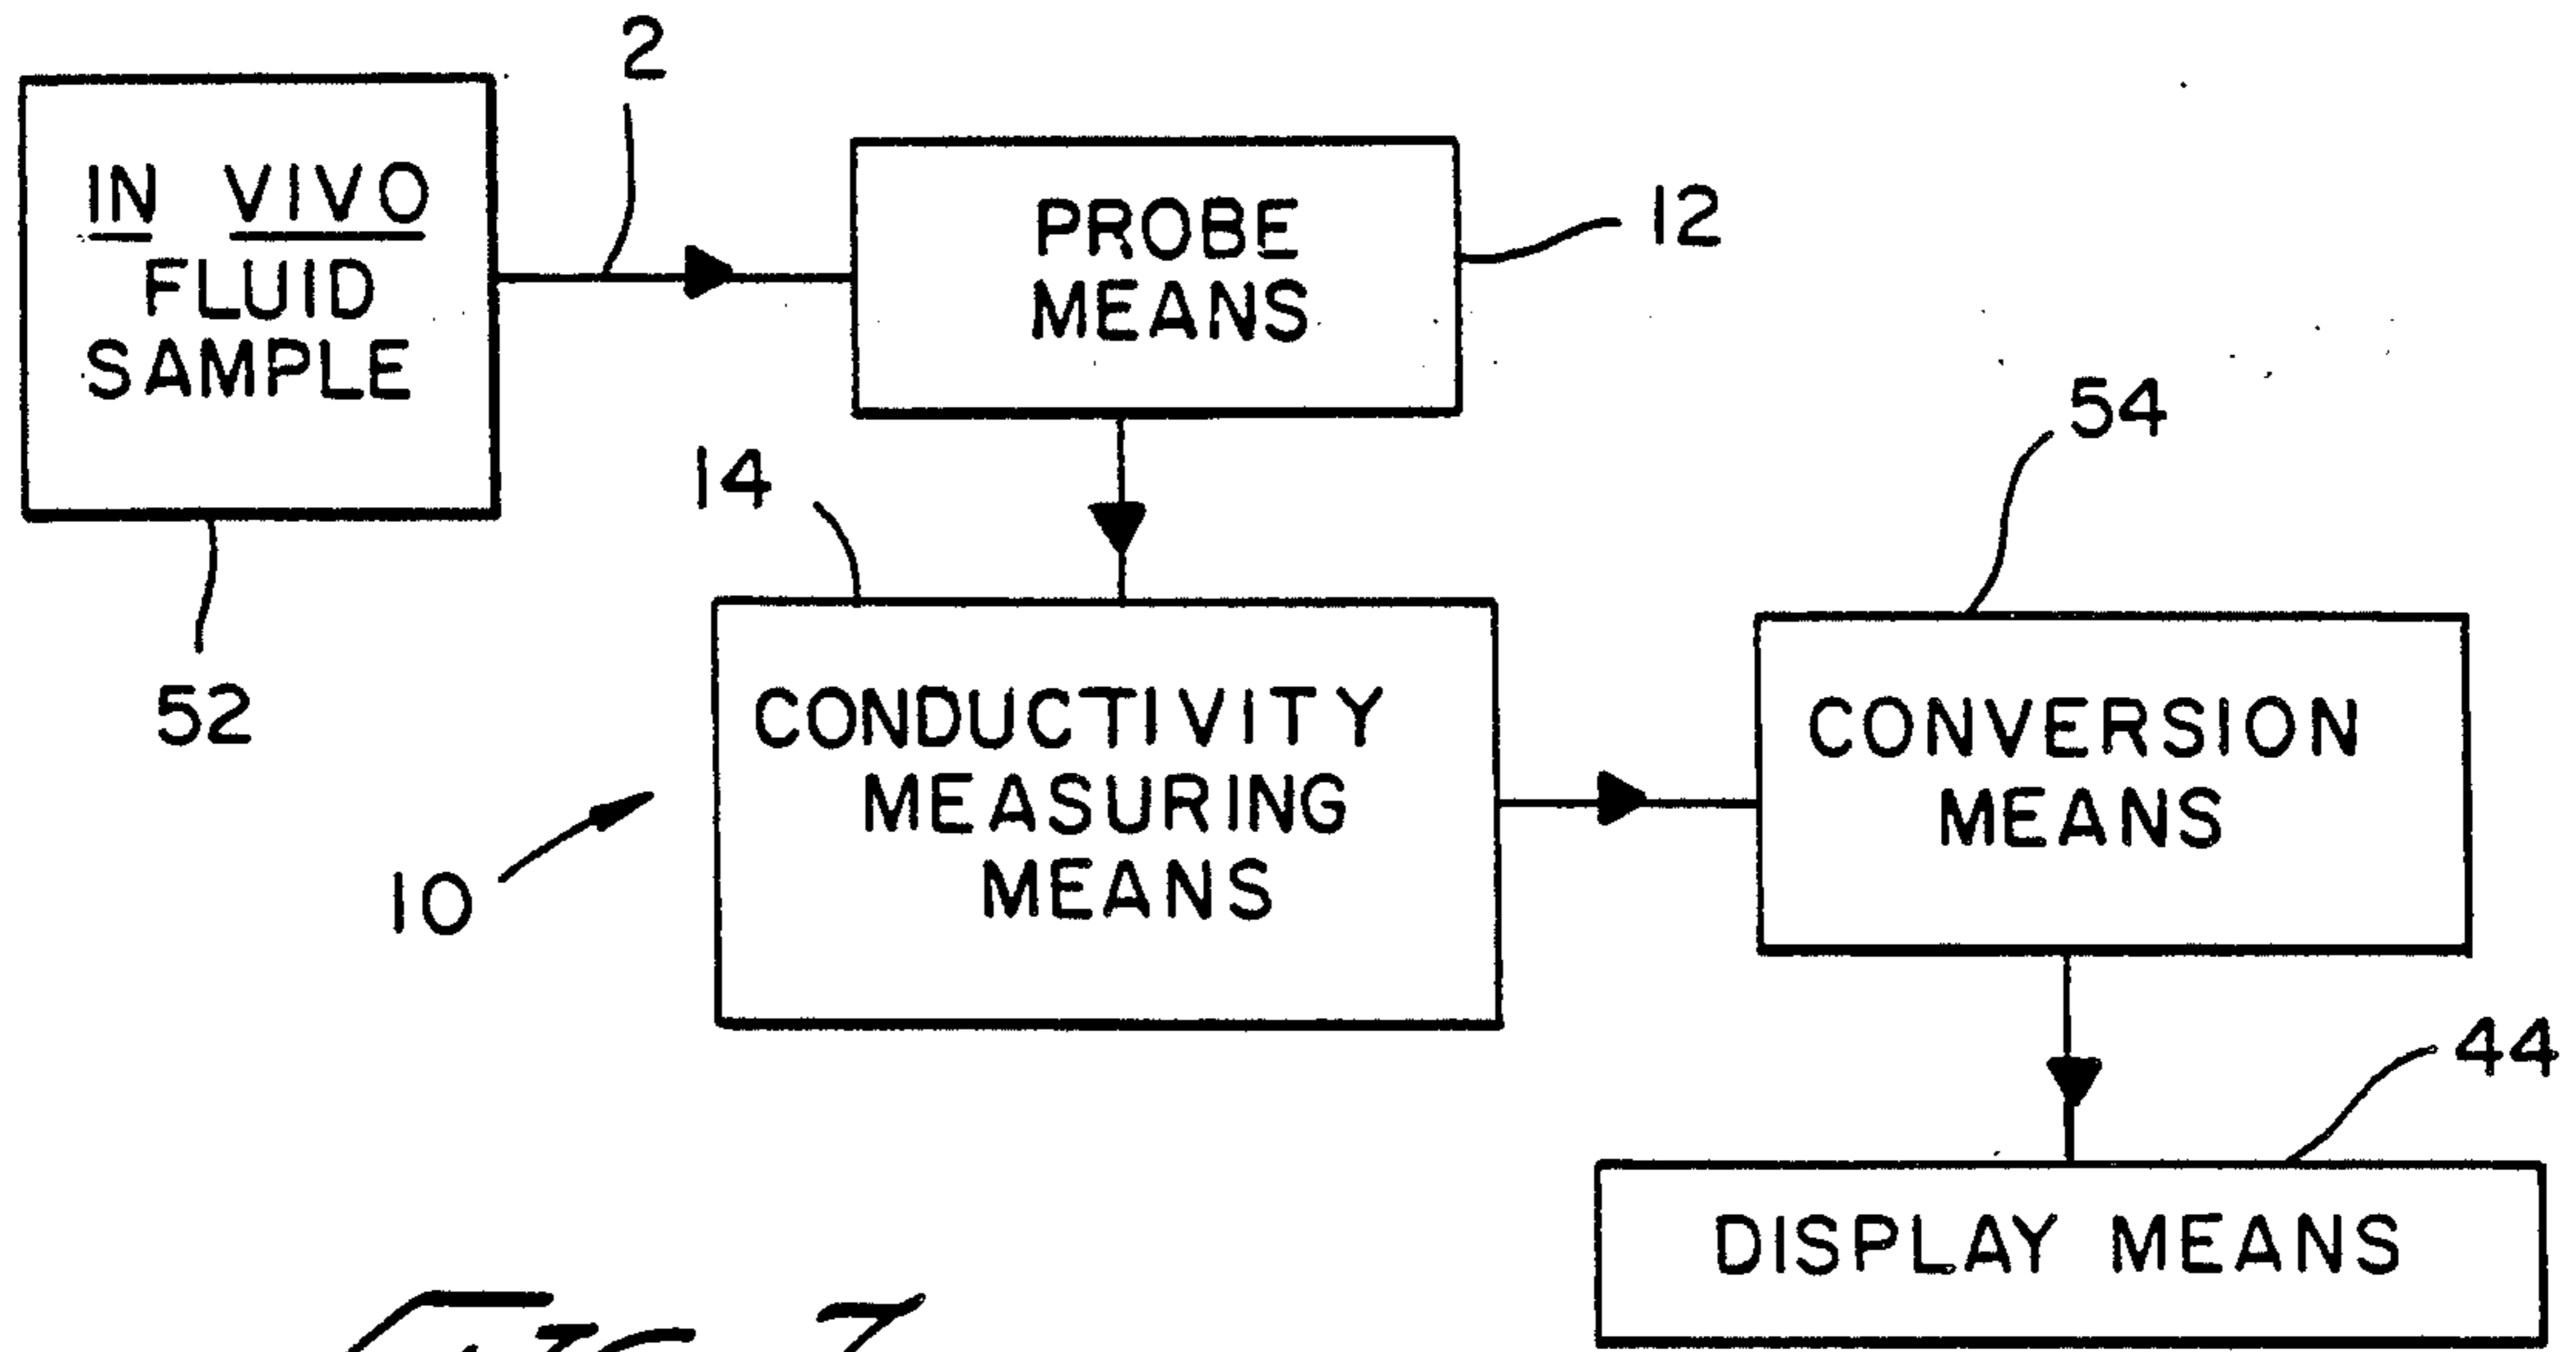 2
IN VIVO
FLUID
SAMPLE
PROBE
MEANS
12
54
14
52
CONDUCTIVITY
MEASURING
MEANS
CONVERSION
MEANS
10
44
DISPLAY MEANS